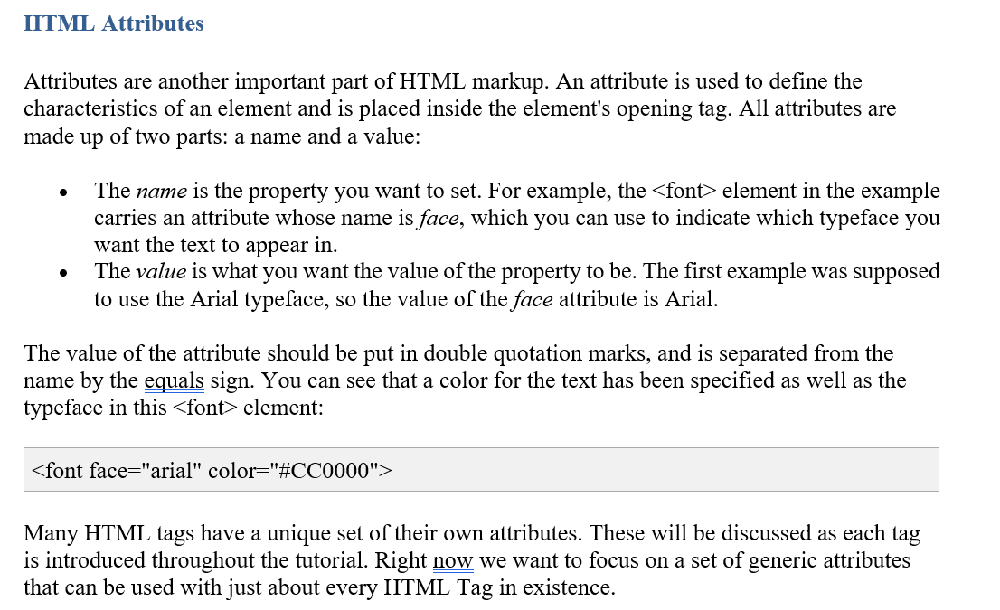 HTML Attributes
Attributes are another important part of HTML markup. An attribute is used to define the
characteristics of an element and is placed inside the element's opening tag. All attributes are
made up of two parts: a name and a value:
• The name is the property you want to set. For example, the <font> element in the example
carries an attribute whose name is face, which you can use to indicate which typeface you
want the text to appear in.
• The value is what you want the value of the property to be. The first example was supposed
to use the Arial typeface, so the value of the face attribute is Arial.
The value of the attribute should be put in double quotation marks, and is separated from the
name by the equals sign. You can see that a color for the text has been specified as well as the
typeface in this <font> element:
<font face="arial" color="#CC0000">
Many HTML tags have a unique set of their own attributes. These will be discussed as each tag
is introduced throughout the tutorial. Right now we want to focus on a set of generic attributes
that can be used with just about every HTML Tag in existence.